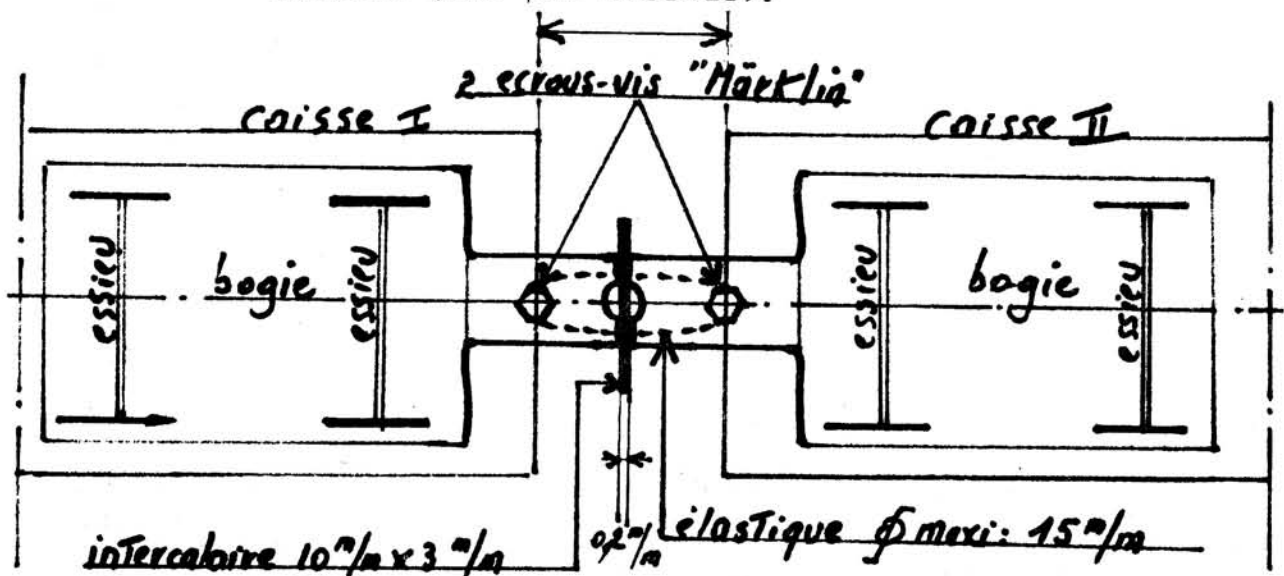 2 ecrous-vis "Märklin"
caisse I
caisse II
essieu
bogie
essieu
essieu
bogie
essieu
intercalaire 10 m/m x 3 m/m
0,2 m/m
élastique ∅ maxi: 15 m/m